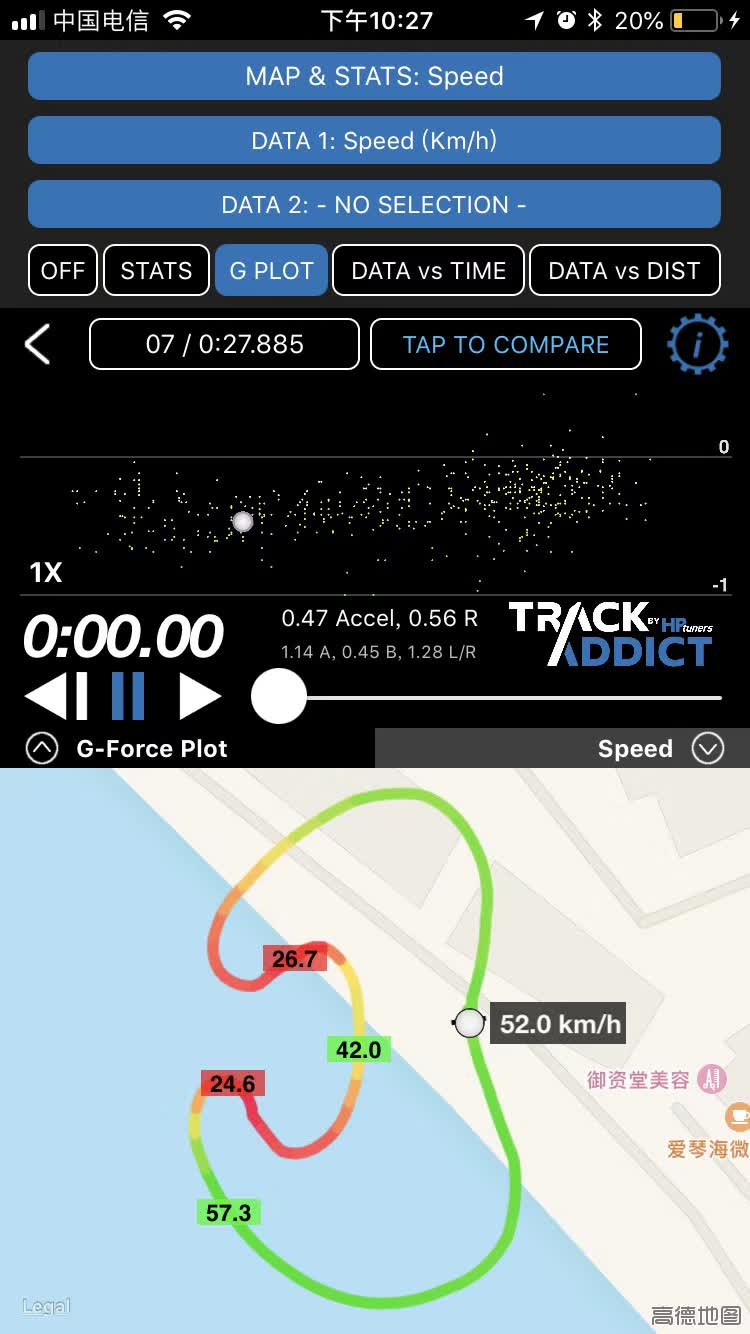 中国电信 下午10:27 20%
MAP & STATS: Speed
DATA 1: Speed (Km/h)
DATA 2: - NO SELECTION -
OFF STATS G PLOT DATA vs TIME DATA vs DIST
07 / 0:27.885 TAP TO COMPARE i
0
1X
-1
0:00.00
0.47 Accel, 0.56 R
1.14 A, 0.45 B, 1.28 L/R
TRACK BY HP tuners
ADDICT
G-Force Plot Speed
26.7
52.0 km/h
42.0
御资堂美容
24.6
爱琴海微
57.3
Legal
高德地图